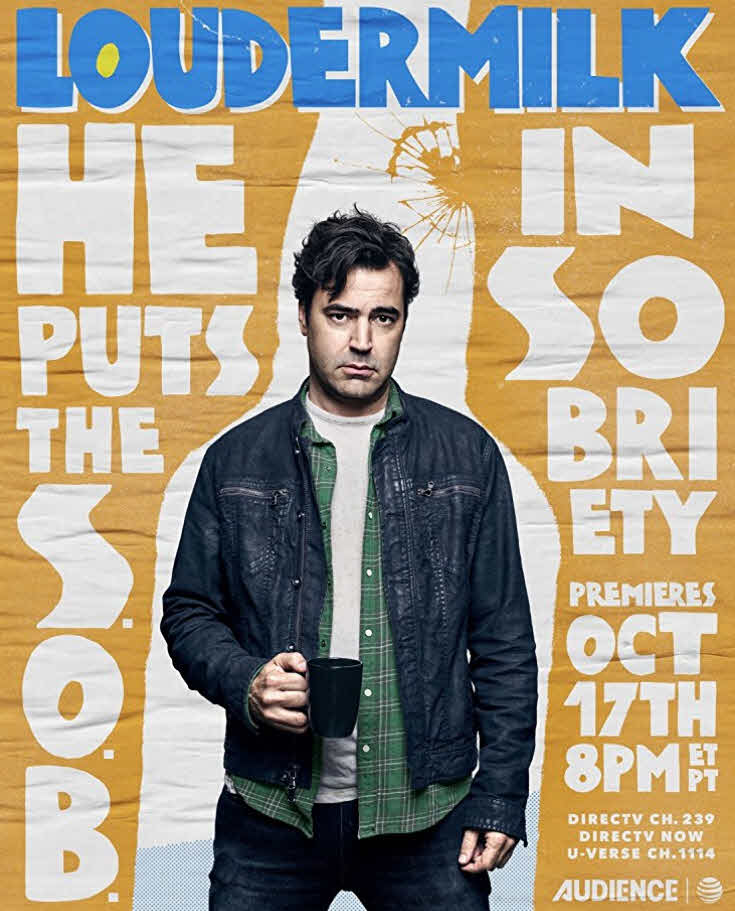 LOUDERMILK
HE
PUTS
THE
S.
O.
B.
IN
SO
BRI
ETY
PREMIERES
OCT
17TH
8PM ET PT
DIRECTV CH. 239
DIRECTV NOW
U-VERSE CH.1114
AUDIENCE